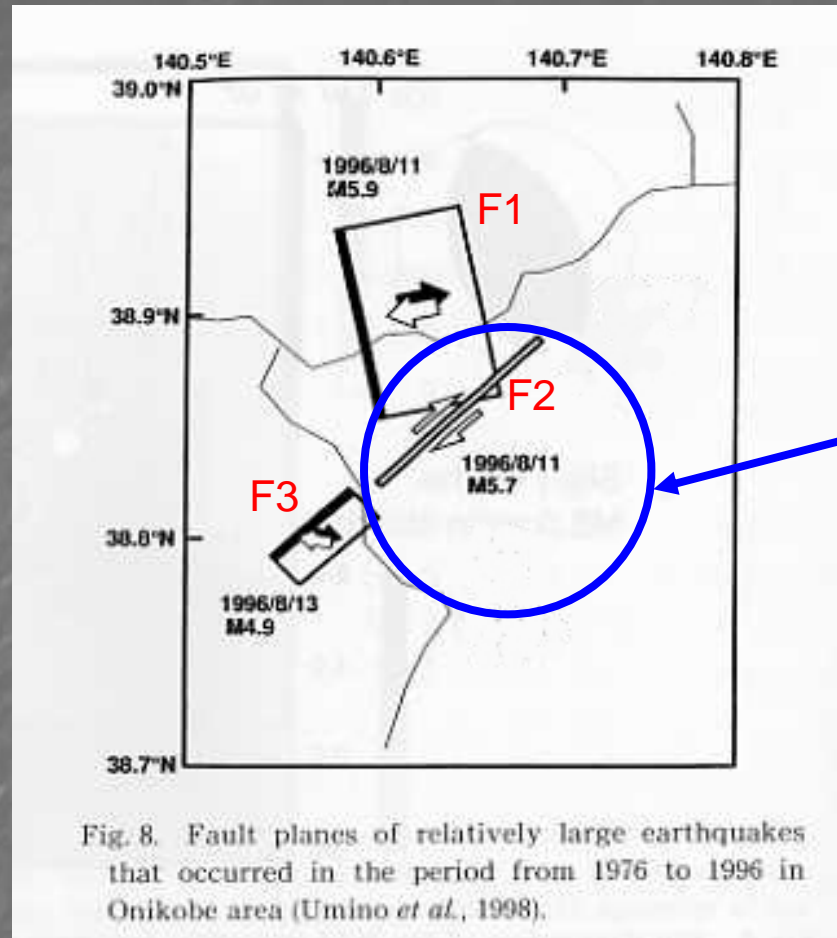 140.5°E 140.6°E 140.7°E 140.8°E
39.0°N
1996/8/11
M5.9
F1
38.9°N
F2
1996/8/11
M5.7
F3
38.8°N
1996/8/13
M4.9
38.7°N
Fig. 8. Fault planes of relatively large earthquakes
that occurred in the period from 1976 to 1996 in
Onikobe area (Umino et al., 1998).